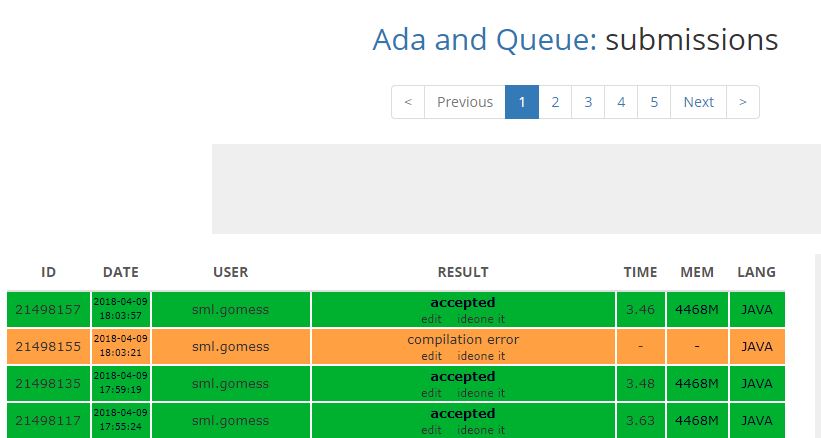 Ada and Queue: submissions
< Previous 1 2 3 4 5 Next >
ID DATE USER RESULT TIME MEM LANG
21498157 2018-04-09 18:03:57 sml.gomess accepted 3.46 4468M JAVA
edit ideone it
21498155 2018-04-09 18:03:21 sml.gomess compilation error - - JAVA
edit ideone it
21498135 2018-04-09 17:59:19 sml.gomess accepted 3.48 4468M JAVA
edit ideone it
21498117 2018-04-09 17:55:24 sml.gomess accepted 3.63 4468M JAVA
edit ideone it